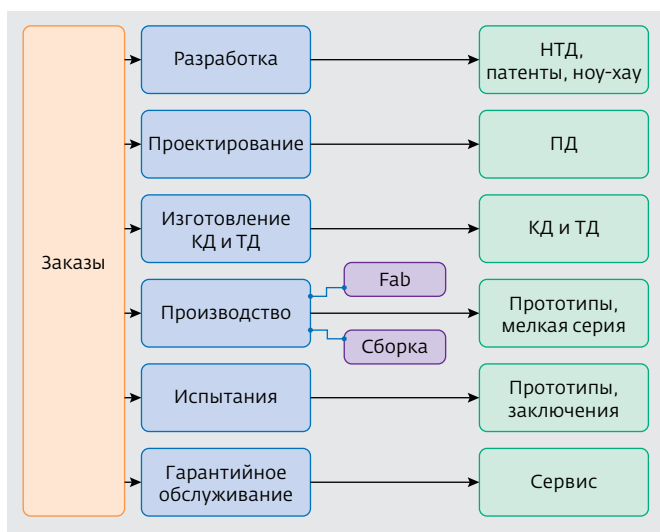 Заказы
Разработка
НТД,
патенты, ноу-хау
Проектирование
ПД
Изготовление
КД и ТД
КД и ТД
Производство
Fab
Сборка
Прототипы,
мелкая серия
Испытания
Прототипы,
заключения
Гарантийное
обслуживание
Сервис